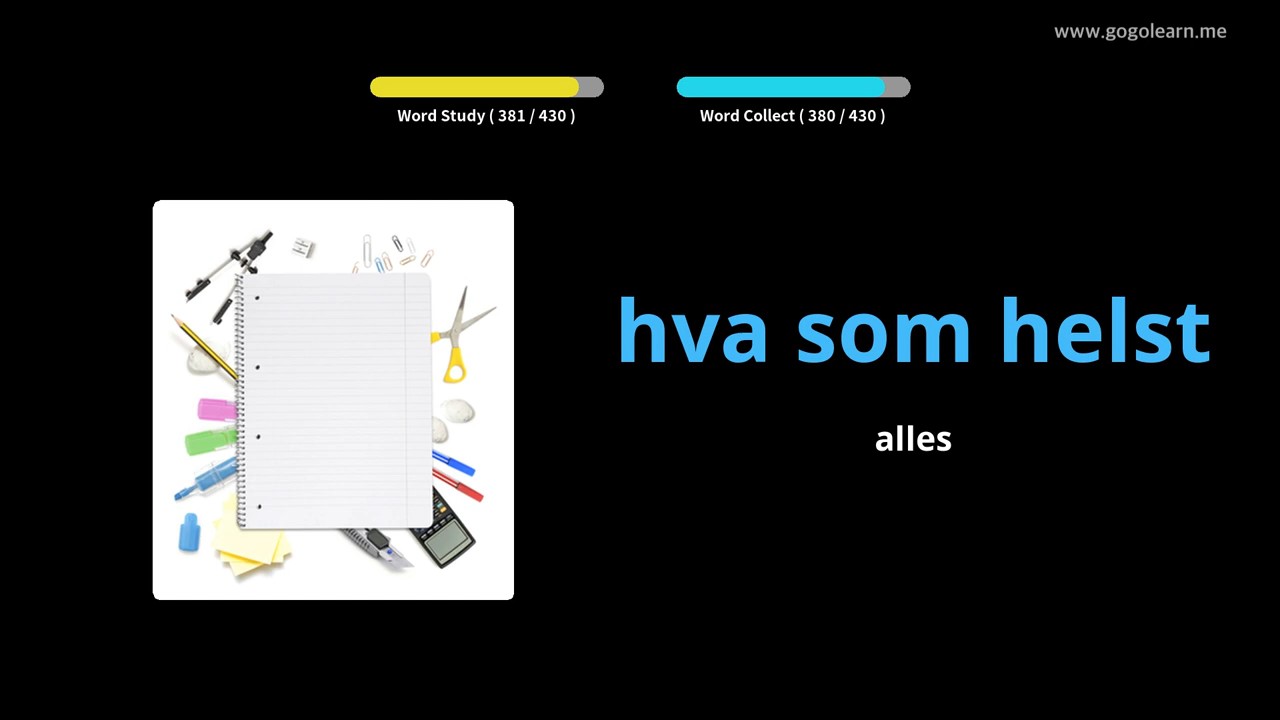 www.gogolearn.me
Word Study ( 381 / 430 )
Word Collect ( 380 / 430 )
hva som helst
alles